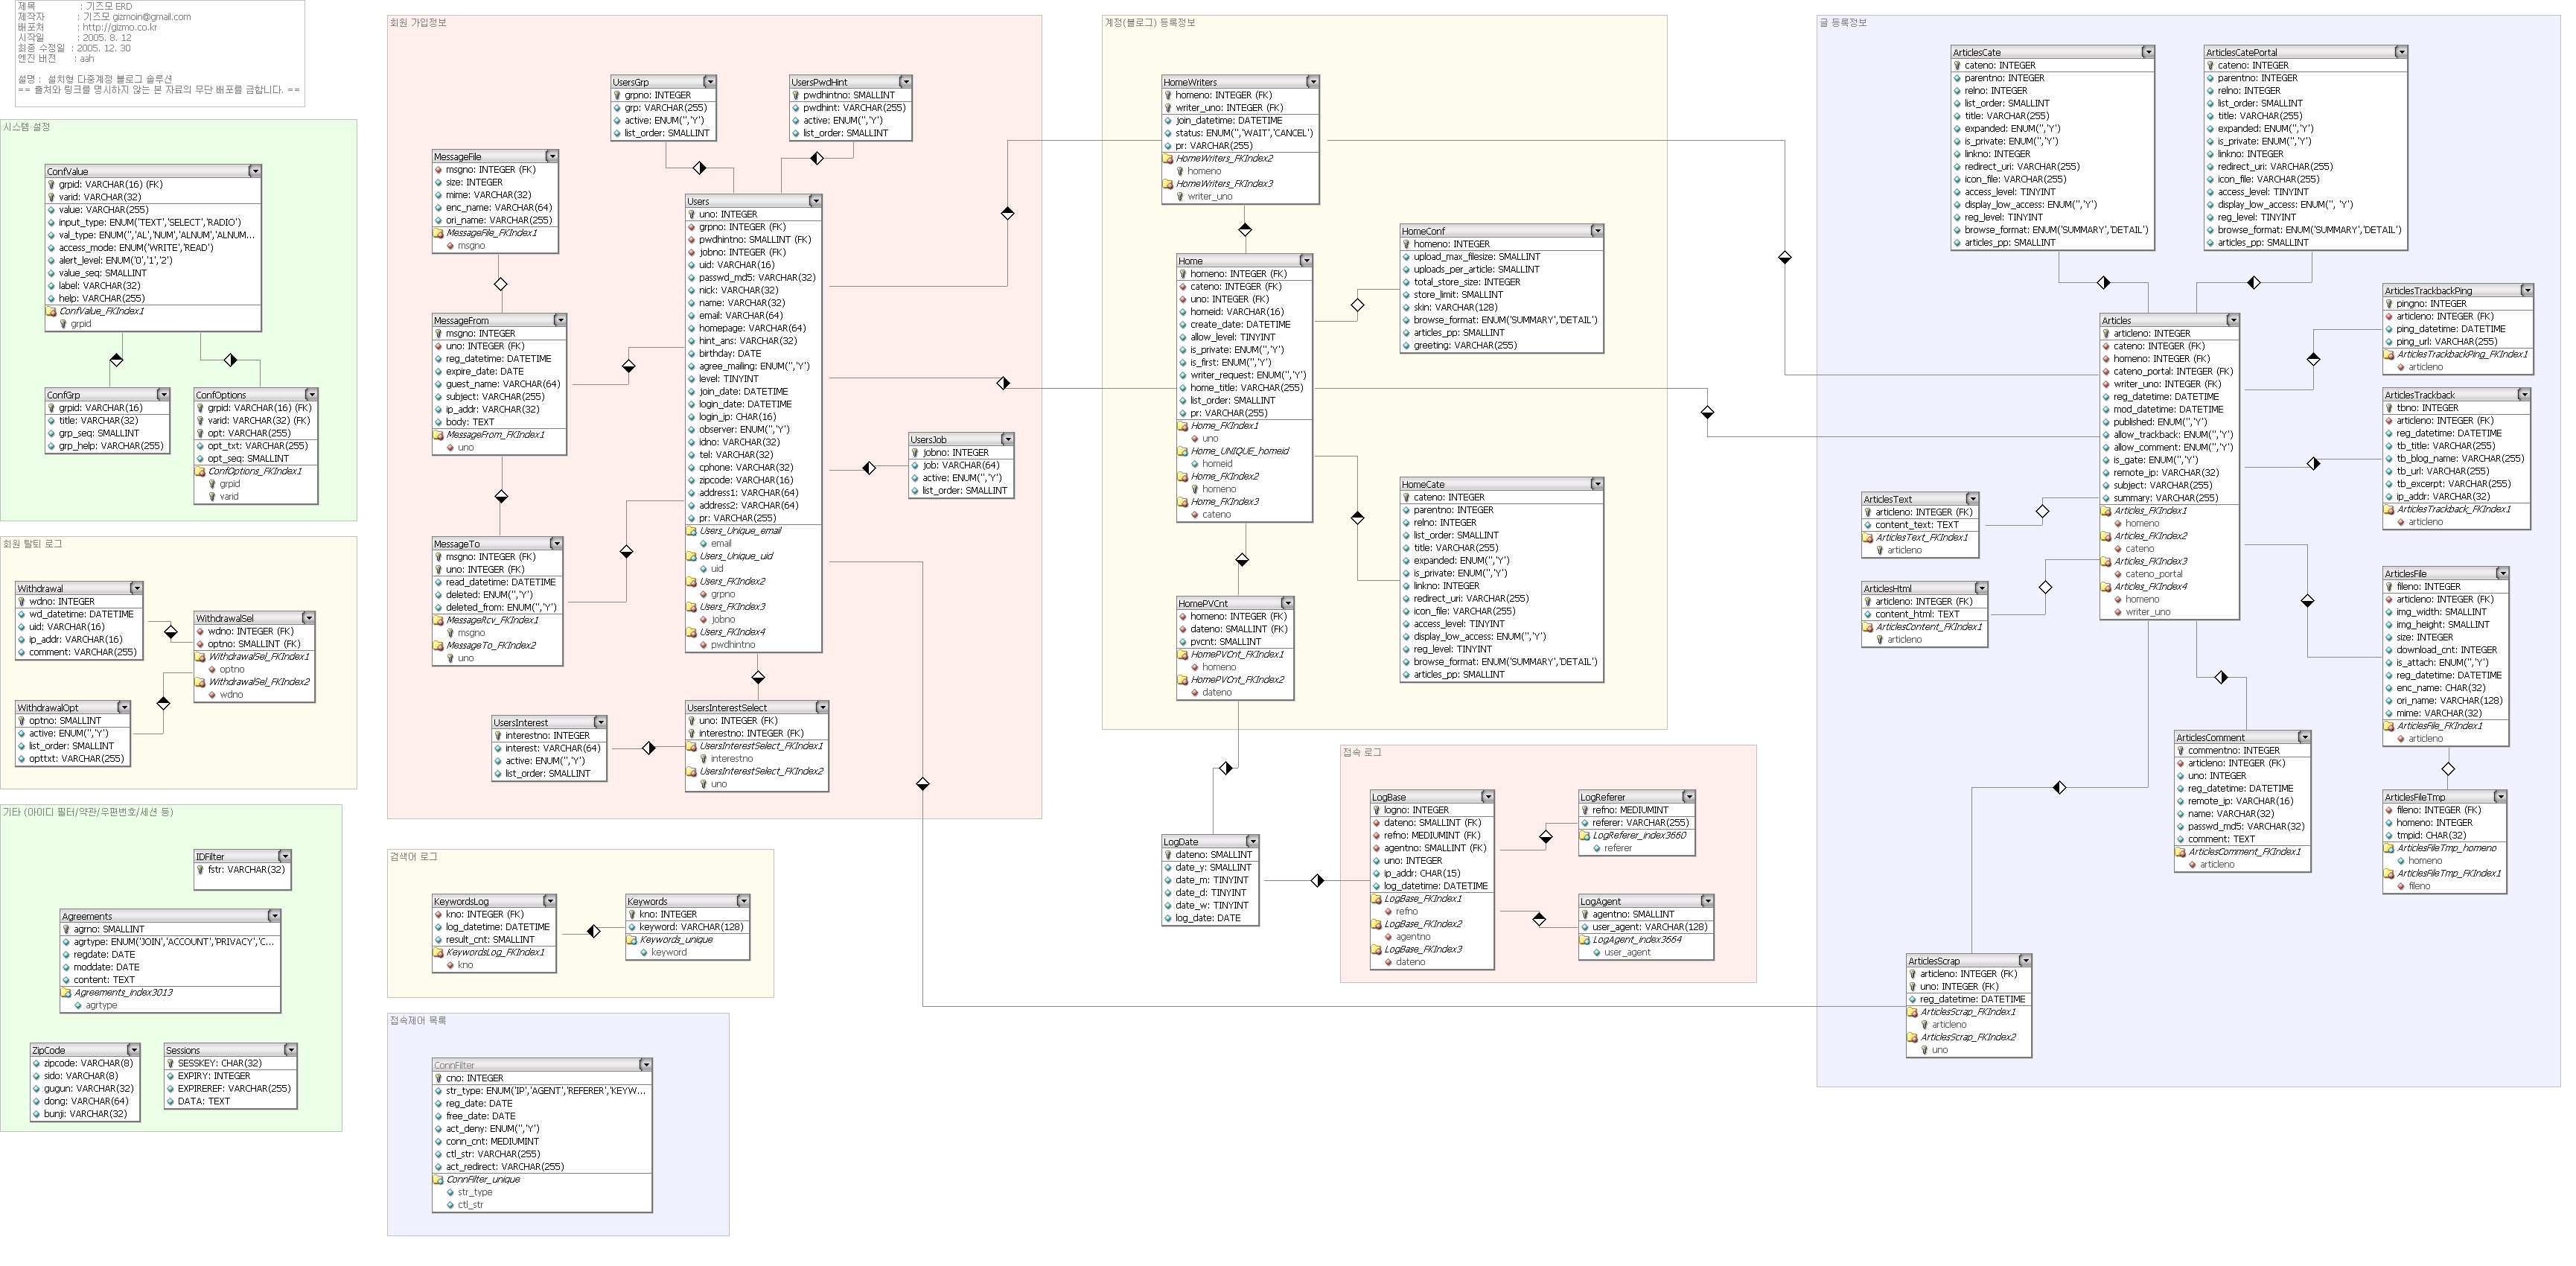 제목 : 기즈모 ERD
제작자 : 기즈모 gizmoin@gmail.com
배포처 : http://gizmo.co.kr
시작일 : 2005. 8. 12
최종 수정일 : 2005. 12. 30
엔진 버젼 : aah
설명 : 설치형 다중계정 블로그 솔루션
== 출처와 링크를 명시하지 않는 본 자료의 무단 배포를 금합니다. ==
시스템 설정
ConfValue
grpid: VARCHAR(16) (FK)
varid: VARCHAR(32)
value: VARCHAR(255)
input_type: ENUM('TEXT','SELECT','RADIO')
val_type: ENUM('','AL','NUM','ALNUM','ALNUM...
access_mode: ENUM('WRITE','READ')
alert_level: ENUM('0','1','2')
value_seq: SMALLINT
label: VARCHAR(32)
help: VARCHAR(255)
ConfValue_FKIndex1
grpid
ConfGrp
grpid: VARCHAR(16)
title: VARCHAR(32)
grp_seq: SMALLINT
grp_help: VARCHAR(255)
ConfOptions
grpid: VARCHAR(16) (FK)
varid: VARCHAR(32) (FK)
opt: VARCHAR(255)
opt_txt: VARCHAR(255)
opt_seq: SMALLINT
ConfOptions_FKIndex1
grpid
varid
회원 탈퇴 로그
Withdrawal
wdno: INTEGER
wd_datetime: DATETIME
uid: VARCHAR(16)
ip_addr: VARCHAR(16)
comment: VARCHAR(255)
WithdrawalSel
wdno: INTEGER (FK)
optno: SMALLINT (FK)
WithdrawalSel_FKIndex1
optno
WithdrawalSel_FKIndex2
wdno
WithdrawalOpt
optno: SMALLINT
active: ENUM('','Y')
list_order: SMALLINT
opttxt: VARCHAR(255)
기타 (아이디 필터/약관/우편번호/세션 등)
IDFilter
fstr: VARCHAR(32)
Agreements
agrno: SMALLINT
agrtype: ENUM('JOIN','ACCOUNT','PRIVACY','C...
regdate: DATE
moddate: DATE
content: TEXT
Agreements_index3013
agrtype
ZipCode
zipcode: VARCHAR(8)
sido: VARCHAR(8)
gugun: VARCHAR(32)
dong: VARCHAR(64)
bunji: VARCHAR(32)
Sessions
SESSKEY: CHAR(32)
EXPIRY: INTEGER
EXPIREREF: VARCHAR(255)
DATA: TEXT
회원 가입정보
UsersGrp
grpno: INTEGER
grp: VARCHAR(255)
active: ENUM('','Y')
list_order: SMALLINT
UsersPwdHint
pwdhintno: SMALLINT
pwdhint: VARCHAR(255)
active: ENUM('','Y')
list_order: SMALLINT
MessageFile
msgno: INTEGER (FK)
size: INTEGER
mime: VARCHAR(32)
enc_name: VARCHAR(64)
ori_name: VARCHAR(255)
MessageFile_FKIndex1
msgno
MessageFrom
msgno: INTEGER
uno: INTEGER (FK)
reg_datetime: DATETIME
expire_date: DATE
guest_name: VARCHAR(64)
subject: VARCHAR(255)
ip_addr: VARCHAR(32)
body: TEXT
MessageFrom_FKIndex1
uno
MessageTo
msgno: INTEGER (FK)
uno: INTEGER (FK)
read_datetime: DATETIME
deleted: ENUM('','Y')
deleted_from: ENUM('','Y')
MessageRcv_FKIndex1
msgno
MessageTo_FKIndex2
uno
Users
uno: INTEGER
grpno: INTEGER (FK)
pwdhintno: SMALLINT (FK)
jobno: INTEGER (FK)
uid: VARCHAR(16)
passwd_md5: VARCHAR(32)
nick: VARCHAR(32)
name: VARCHAR(32)
email: VARCHAR(64)
homepage: VARCHAR(64)
hint_ans: VARCHAR(32)
birthday: DATE
agree_mailing: ENUM('','Y')
level: TINYINT
join_date: DATETIME
login_date: DATETIME
login_ip: CHAR(16)
observer: ENUM('','Y')
idno: VARCHAR(32)
tel: VARCHAR(32)
cphone: VARCHAR(32)
zipcode: VARCHAR(16)
address1: VARCHAR(64)
address2: VARCHAR(64)
pr: VARCHAR(255)
Users_Unique_email
email
Users_Unique_uid
uid
Users_FKIndex2
grpno
Users_FKIndex3
jobno
Users_FKIndex4
pwdhintno
UsersJob
jobno: INTEGER
job: VARCHAR(64)
active: ENUM('','Y')
list_order: SMALLINT
UsersInterest
interestno: INTEGER
interest: VARCHAR(64)
active: ENUM('','Y')
list_order: SMALLINT
UsersInterestSelect
uno: INTEGER (FK)
interestno: INTEGER (FK)
UsersInterestSelect_FKIndex1
interestno
UsersInterestSelect_FKIndex2
uno
검색어 로그
KeywordsLog
kno: INTEGER (FK)
log_datetime: DATETIME
result_cnt: SMALLINT
KeywordsLog_FKIndex1
kno
Keywords
kno: INTEGER
keyword: VARCHAR(128)
Keywords_unique
keyword
접속제어 목록
ConnFilter
cno: INTEGER
str_type: ENUM('IP','AGENT','REFERER','KEYW...
reg_date: DATE
free_date: DATE
act_deny: ENUM('','Y')
conn_cnt: MEDIUMINT
ctl_str: VARCHAR(255)
act_redirect: VARCHAR(255)
ConnFilter_unique
str_type
ctl_str
계정(블로그) 등록정보
HomeWriters
homeno: INTEGER (FK)
writer_uno: INTEGER (FK)
join_datetime: DATETIME
status: ENUM('','WAIT','CANCEL')
pr: VARCHAR(255)
HomeWriters_FKIndex2
homeno
HomeWriters_FKIndex3
writer_uno
Home
homeno: INTEGER (FK)
cateno: INTEGER (FK)
uno: INTEGER (FK)
homeid: VARCHAR(16)
create_date: DATETIME
allow_level: TINYINT
is_private: ENUM('','Y')
is_first: ENUM('','Y')
writer_request: ENUM('','Y')
home_title: VARCHAR(255)
list_order: SMALLINT
pr: VARCHAR(255)
Home_FKIndex1
uno
Home_UNIQUE_homeid
homeid
Home_FKIndex2
homeno
Home_FKIndex3
cateno
HomeConf
homeno: INTEGER
upload_max_filesize: SMALLINT
uploads_per_article: SMALLINT
total_store_size: INTEGER
store_limit: SMALLINT
skin: VARCHAR(128)
browse_format: ENUM('SUMMARY','DETAIL')
articles_pp: SMALLINT
greeting: VARCHAR(255)
HomeCate
cateno: INTEGER
parentno: INTEGER
relno: INTEGER
list_order: SMALLINT
title: VARCHAR(255)
expanded: ENUM('','Y')
is_private: ENUM('','Y')
linkno: INTEGER
redirect_uri: VARCHAR(255)
icon_file: VARCHAR(255)
access_level: TINYINT
display_low_access: ENUM('','Y')
reg_level: TINYINT
browse_format: ENUM('SUMMARY','DETAIL')
articles_pp: SMALLINT
HomePVCnt
homeno: INTEGER (FK)
dateno: SMALLINT (FK)
pvcnt: SMALLINT
HomePVCnt_FKIndex1
homeno
HomePVCnt_FKIndex2
dateno
LogDate
dateno: SMALLINT
date_y: SMALLINT
date_m: TINYINT
date_d: TINYINT
date_w: TINYINT
log_date: DATE
접속 로그
LogBase
logno: INTEGER
dateno: SMALLINT (FK)
refno: MEDIUMINT (FK)
agentno: SMALLINT (FK)
uno: INTEGER
ip_addr: CHAR(15)
log_datetime: DATETIME
LogBase_FKIndex1
refno
LogBase_FKIndex2
agentno
LogBase_FKIndex3
dateno
LogReferer
refno: MEDIUMINT
referer: VARCHAR(255)
LogReferer_index3660
referer
LogAgent
agentno: SMALLINT
user_agent: VARCHAR(128)
LogAgent_index3664
user_agent
글 등록정보
ArticlesCate
cateno: INTEGER
parentno: INTEGER
relno: INTEGER
list_order: SMALLINT
title: VARCHAR(255)
expanded: ENUM('','Y')
is_private: ENUM('','Y')
linkno: INTEGER
redirect_uri: VARCHAR(255)
icon_file: VARCHAR(255)
access_level: TINYINT
display_low_access: ENUM('','Y')
reg_level: TINYINT
browse_format: ENUM('SUMMARY','DETAIL')
articles_pp: SMALLINT
ArticlesCatePortal
cateno: INTEGER
parentno: INTEGER
relno: INTEGER
list_order: SMALLINT
title: VARCHAR(255)
expanded: ENUM('','Y')
is_private: ENUM('','Y')
linkno: INTEGER
redirect_uri: VARCHAR(255)
icon_file: VARCHAR(255)
access_level: TINYINT
display_low_access: ENUM('', 'Y')
reg_level: TINYINT
browse_format: ENUM('SUMMARY','DETAIL')
articles_pp: SMALLINT
Articles
articleno: INTEGER
cateno: INTEGER (FK)
homeno: INTEGER (FK)
cateno_portal: INTEGER (FK)
writer_uno: INTEGER (FK)
reg_datetime: DATETIME
mod_datetime: DATETIME
published: ENUM('','Y')
allow_trackback: ENUM('','Y')
allow_comment: ENUM('','Y')
is_gate: ENUM('','Y')
remote_ip: VARCHAR(32)
subject: VARCHAR(255)
summary: VARCHAR(255)
Articles_FKIndex1
homeno
Articles_FKIndex2
cateno
Articles_FKIndex3
cateno_portal
Articles_FKIndex4
homeno
writer_uno
ArticlesTrackbackPing
pingno: INTEGER
articleno: INTEGER (FK)
ping_datetime: DATETIME
ping_url: VARCHAR(255)
ArticlesTrackbackPing_FKIndex1
articleno
ArticlesTrackback
tbno: INTEGER
articleno: INTEGER (FK)
reg_datetime: DATETIME
tb_title: VARCHAR(255)
tb_blog_name: VARCHAR(255)
tb_url: VARCHAR(255)
tb_excerpt: VARCHAR(255)
ip_addr: VARCHAR(32)
ArticlesTrackback_FKIndex1
articleno
ArticlesText
articleno: INTEGER (FK)
content_text: TEXT
ArticlesText_FKIndex1
articleno
ArticlesHtml
articleno: INTEGER (FK)
content_html: TEXT
ArticlesContent_FKIndex1
articleno
ArticlesFile
fileno: INTEGER
articleno: INTEGER (FK)
img_width: SMALLINT
img_height: SMALLINT
size: INTEGER
download_cnt: INTEGER
is_attach: ENUM('','Y')
reg_datetime: DATETIME
enc_name: CHAR(32)
ori_name: VARCHAR(128)
mime: VARCHAR(32)
ArticlesFile_FKIndex1
articleno
ArticlesComment
commentno: INTEGER
articleno: INTEGER (FK)
uno: INTEGER
reg_datetime: DATETIME
remote_ip: VARCHAR(16)
name: VARCHAR(32)
passwd_md5: VARCHAR(32)
comment: TEXT
ArticlesComment_FKIndex1
articleno
ArticlesFileTmp
fileno: INTEGER (FK)
homeno: INTEGER
tmpid: CHAR(32)
ArticlesFileTmp_homeno
homeno
ArticlesFileTmp_FKIndex1
fileno
ArticlesScrap
articleno: INTEGER (FK)
uno: INTEGER (FK)
reg_datetime: DATETIME
ArticlesScrap_FKIndex1
articleno
ArticlesScrap_FKIndex2
uno